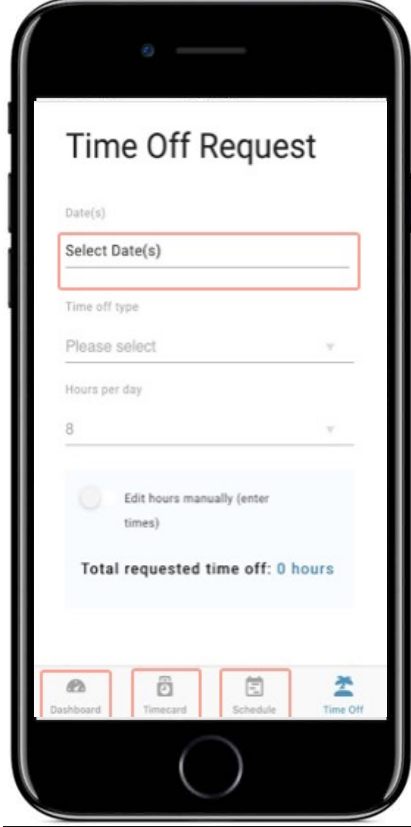 Time Off Request
Date(s)
Select Date(s)
Time off type
Please select
Hours per day
8
Edit hours manually (enter
times)
Total requested time off: 0 hours
Dashboard Timecard Schedule Time Off